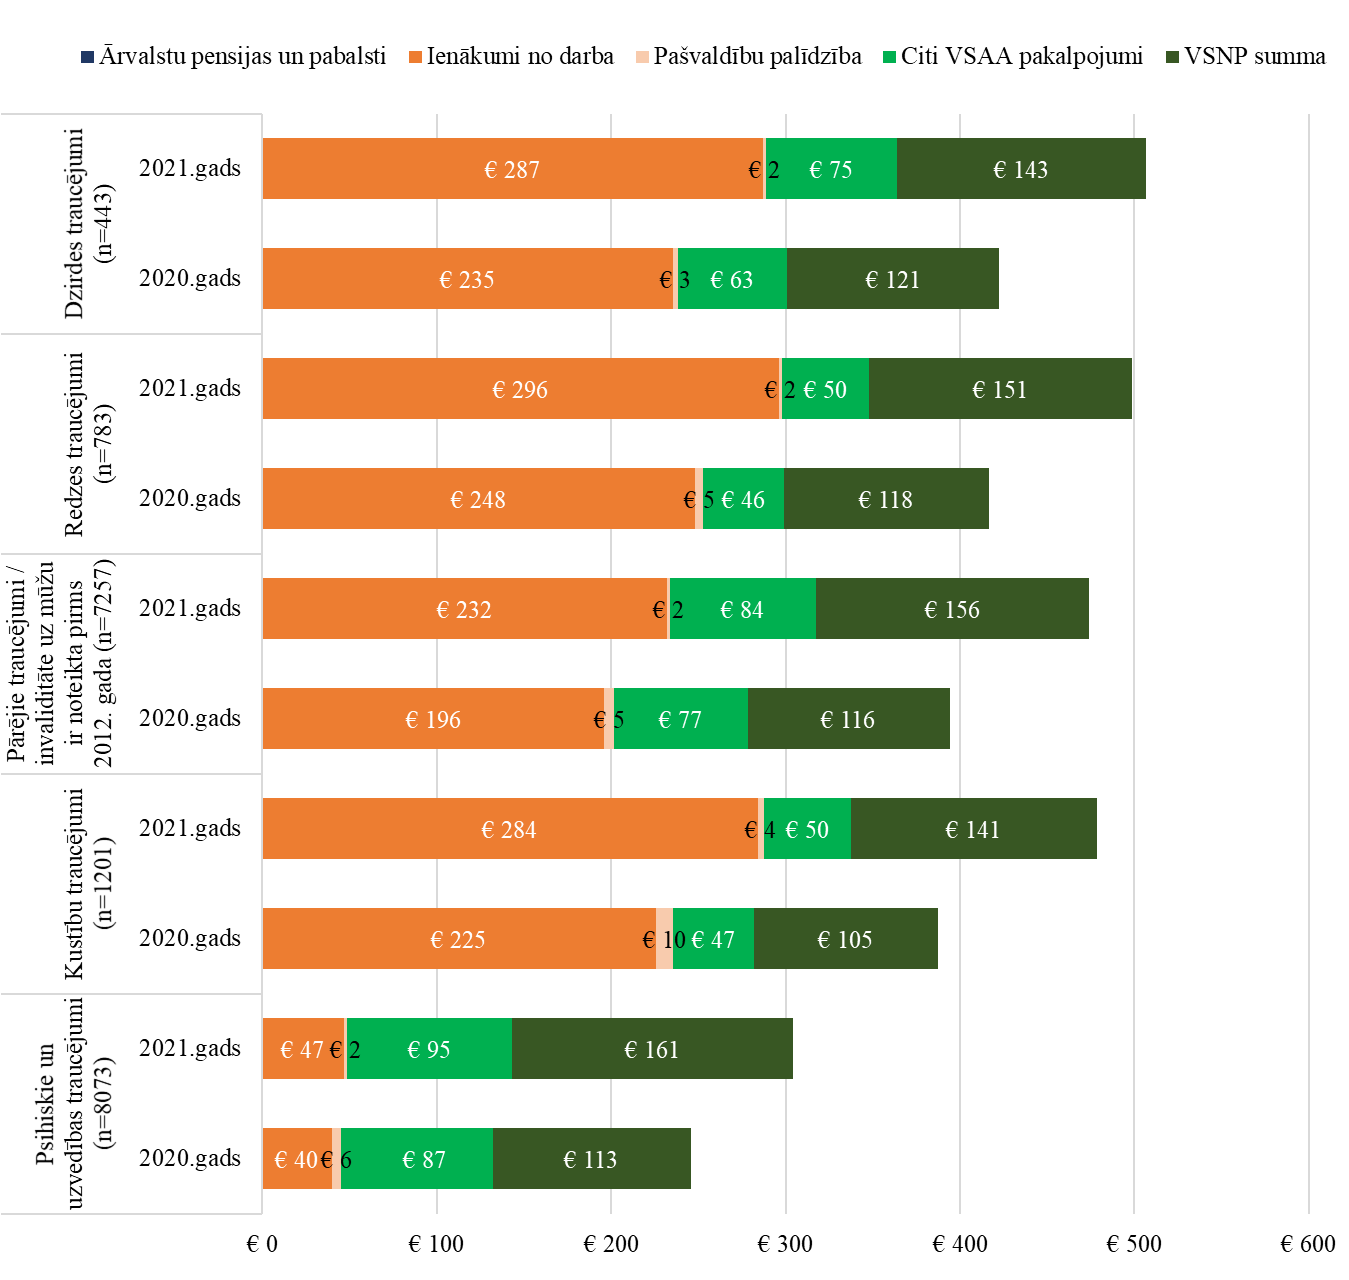 Ārvalstu pensijas un pabalsti Ienākumi no darba Pašvaldību palīdzība Citi VSAA pakalpojumi VSNP summa
Dzirdes traucējumi
(n=443)
2021.gads
€ 287 € 2 € 75 € 143
2020.gads
€ 235 € 3 € 63 € 121
Redzes traucējumi
(n=783)
2021.gads
€ 296 € 2 € 50 € 151
2020.gads
€ 248 € 5 € 46 € 118
Pārējie traucējumi /
invaliditāte uz mūžu
ir noteikta pirms
2012. gada (n=7257)
2021.gads
€ 232 € 2 € 84 € 156
2020.gads
€ 196 € 5 € 77 € 116
Kustību traucējumi
(n=1201)
2021.gads
€ 284 € 4 € 50 € 141
2020.gads
€ 225 € 10 € 47 € 105
Psihiskie un
uzvedības traucējumi
(n=8073)
2021.gads
€ 47 € 2 € 95 € 161
2020.gads
€ 40 € 6 € 87 € 113
€ 0 € 100 € 200 € 300 € 400 € 500 € 600